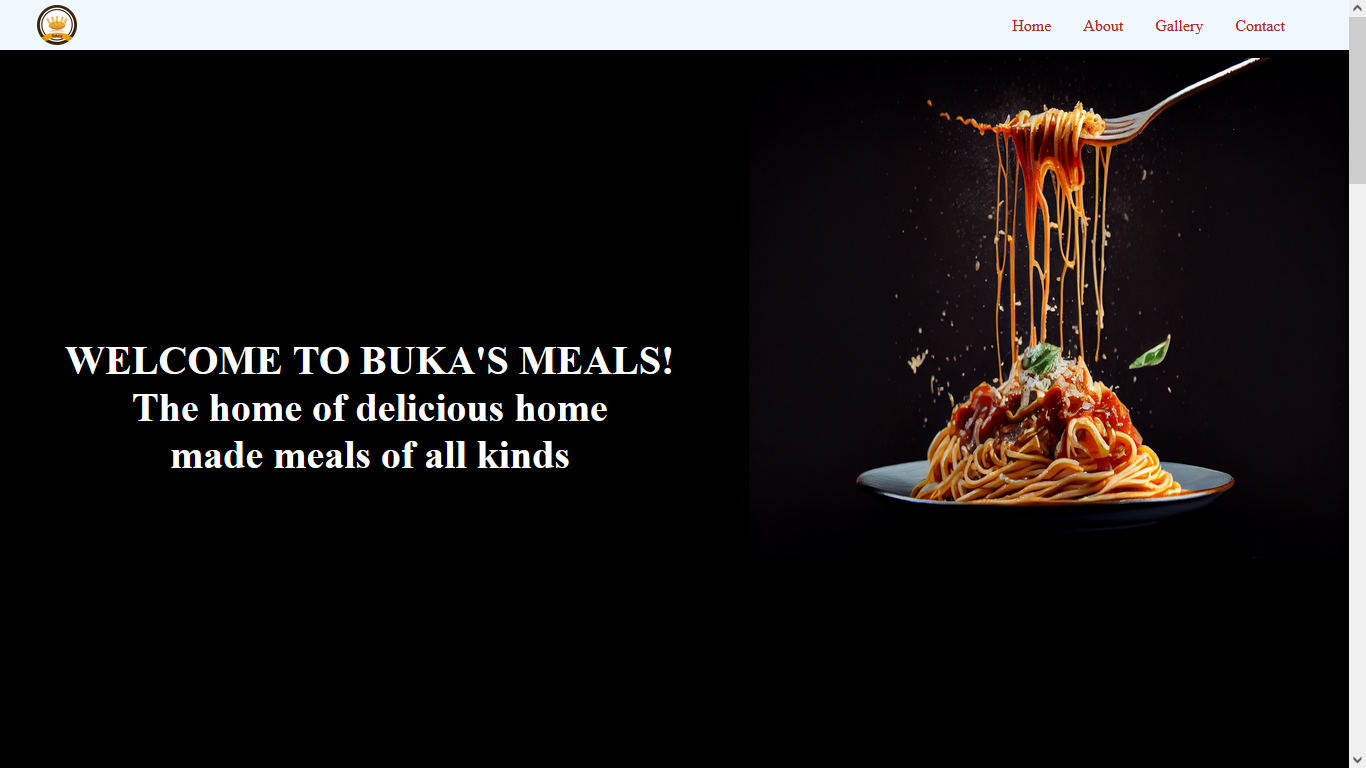 Home About Gallery Contact
WELCOME TO BUKA'S MEALS!
The home of delicious home
made meals of all kinds